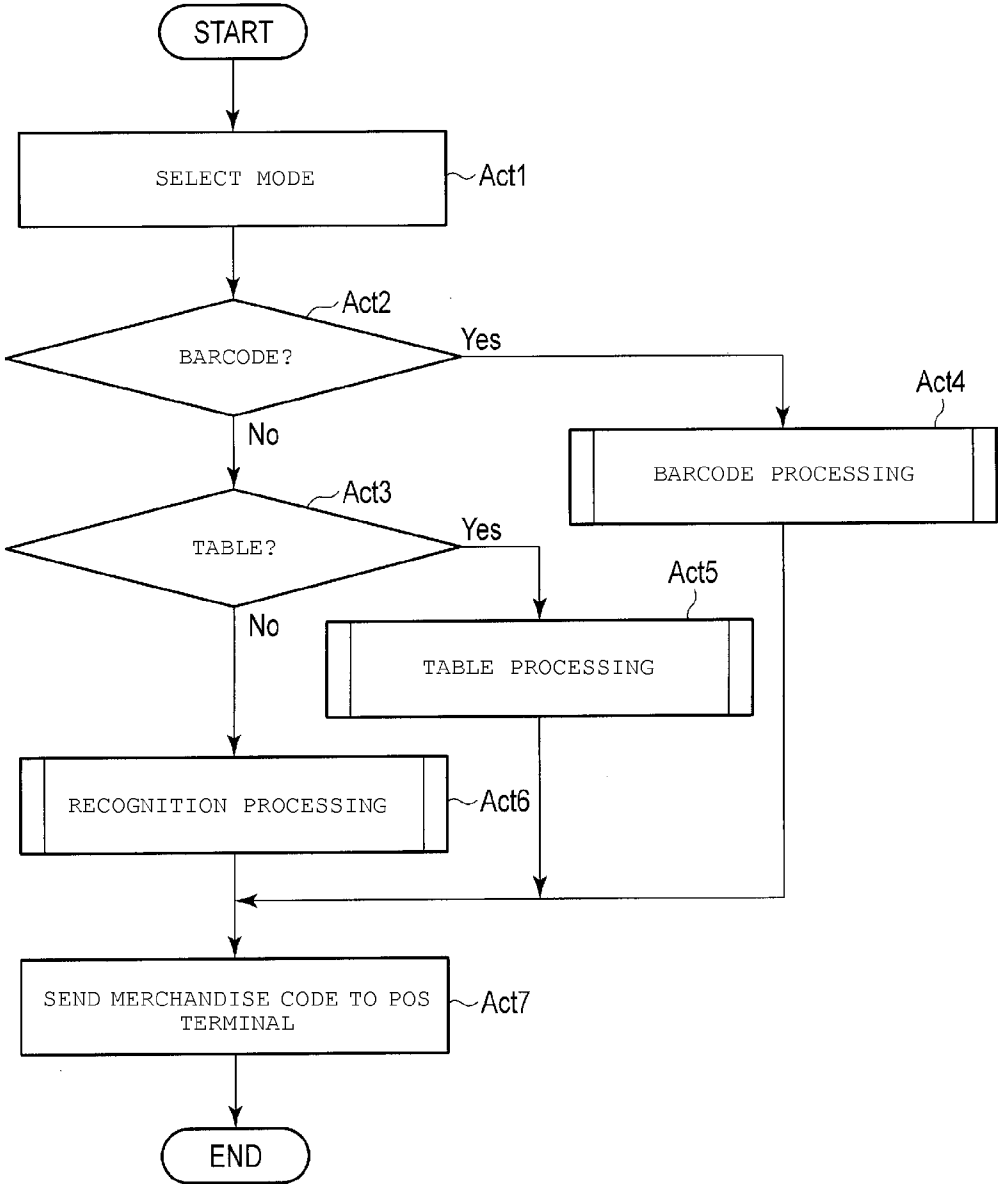 START
SELECT MODE
Act1
Act2
BARCODE?
Yes
No
Act4
BARCODE PROCESSING
Act3
TABLE?
Yes
No
Act5
TABLE PROCESSING
RECOGNITION PROCESSING
Act6
SEND MERCHANDISE CODE TO POS
TERMINAL
Act7
END